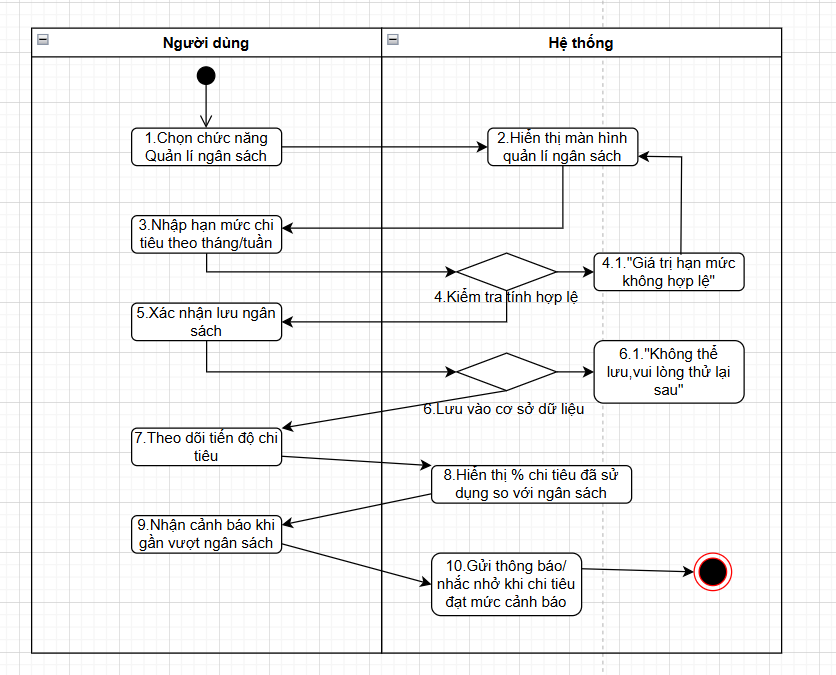 Người dùng
Hệ thống
1.Chọn chức năng
Quản lí ngân sách
2.Hiển thị màn hình
quản lí ngân sách
3.Nhập hạn mức chi
tiêu theo tháng/tuần
4.Kiểm tra tính hợp lệ
4.1."Giá trị hạn mức
không hợp lệ"
5.Xác nhận lưu ngân
sách
6.Lưu vào cơ sở dữ liệu
6.1."Không thể
lưu,vui lòng thử lại
sau"
7.Theo dõi tiến độ chi
tiêu
8.Hiển thị % chi tiêu đã sử
dụng so với ngân sách
9.Nhận cảnh báo khi
gần vượt ngân sách
10.Gửi thông báo/
nhắc nhở khi chi tiêu
đạt mức cảnh báo